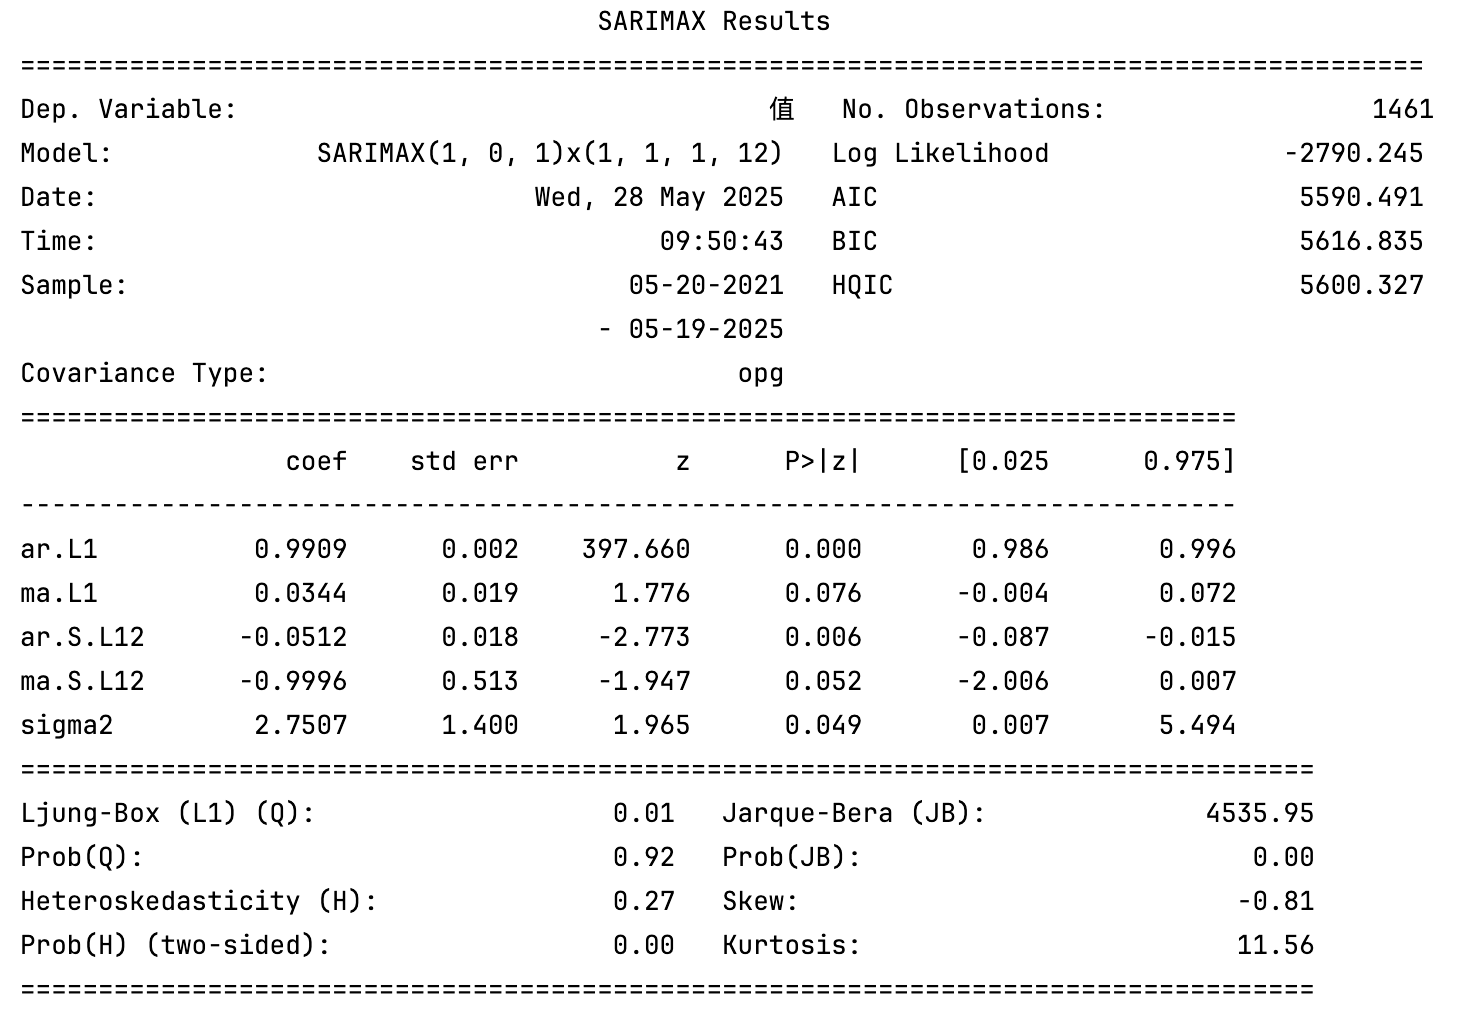 SARIMAX Results
==========================================================================================
Dep. Variable:                                  值   No. Observations:                 1461
Model:             SARIMAX(1, 0, 1)x(1, 1, 1, 12)   Log Likelihood               -2790.245
Date:                            Wed, 28 May 2025   AIC                           5590.491
Time:                                    09:50:43   BIC                           5616.835
Sample:                                05-20-2021   HQIC                          5600.327
                                     - 05-19-2025
Covariance Type:                              opg
==============================================================================
                 coef    std err          z      P>|z|      [0.025      0.975]
------------------------------------------------------------------------------
ar.L1          0.9909      0.002    397.660      0.000       0.986       0.996
ma.L1          0.0344      0.019      1.776      0.076      -0.004       0.072
ar.S.L12      -0.0512      0.018     -2.773      0.006      -0.087      -0.015
ma.S.L12      -0.9996      0.513     -1.947      0.052      -2.006       0.007
sigma2         2.7507      1.400      1.965      0.049       0.007       5.494
===================================================================================
Ljung-Box (L1) (Q):                   0.01   Jarque-Bera (JB):              4535.95
Prob(Q):                              0.92   Prob(JB):                         0.00
Heteroskedasticity (H):               0.27   Skew:                            -0.81
Prob(H) (two-sided):                  0.00   Kurtosis:                        11.56
===================================================================================